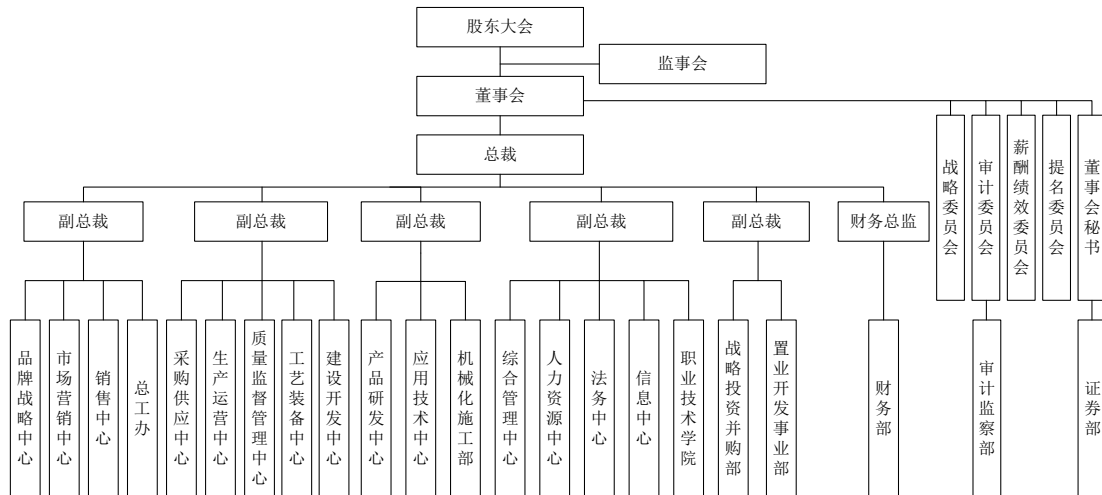 股东大会
监事会
董事会
总裁
战略委员会
审计委员会
薪酬绩效委员会
提名委员会
董事会秘书
副总裁
副总裁
副总裁
副总裁
副总裁
财务总监
品牌战略中心
市场营销中心
销售中心
总工办
采购供应中心
生产运营中心
质量监督管理中心
工艺装备中心
建设开发中心
产品研发中心
应用技术中心
机械化施工部
综合管理中心
人力资源中心
法务中心
信息中心
职业技术学院
战略投资并购部
置业开发事业部
财务部
审计监察部
证券部